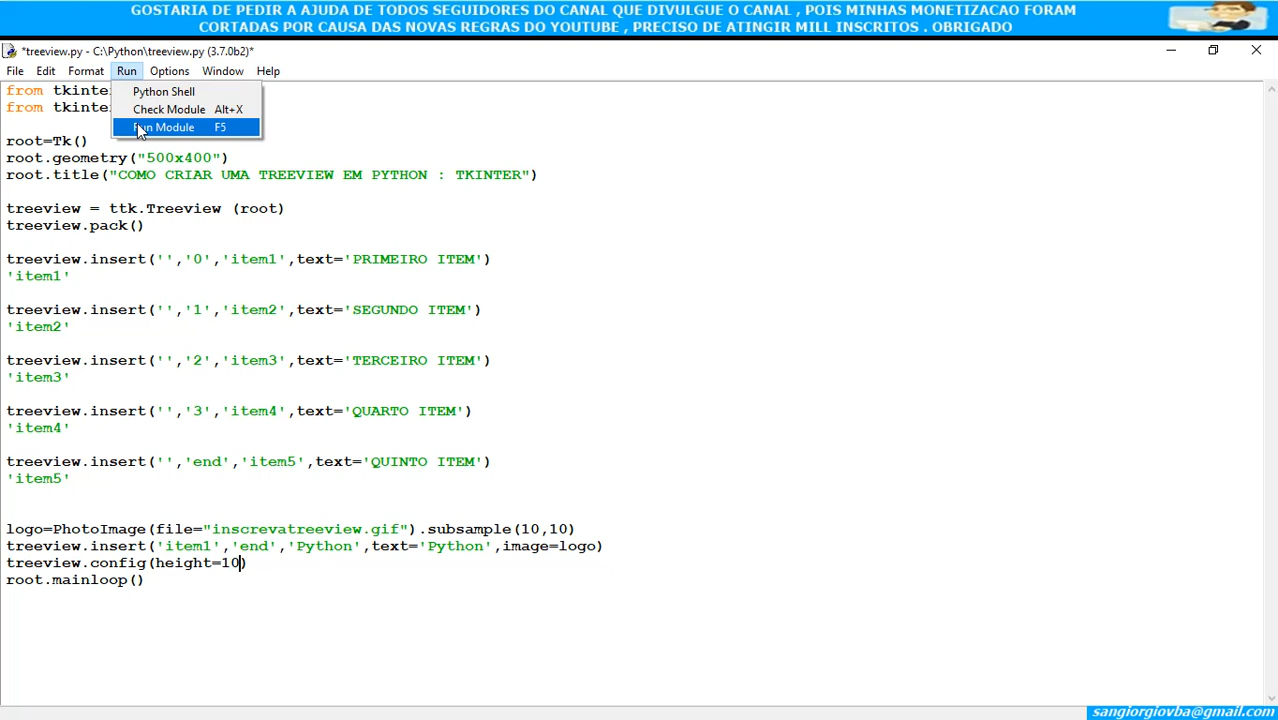 GOSTARIA DE PEDIR A AJUDA DE TODOS SEGUIDORES DO CANAL QUE DIVULGUE O CANAL , POIS MINHAS MONETIZACAO FORAM
CORTADAS POR CAUSA DAS NOVAS REGRAS DO YOUTUBE , PRECISO DE ATINGIR MILL INSCRITOS . OBRIGADO
*treeview.py - C:\Python\treeview.py (3.7.0b2)*
File Edit Format Run Options Window Help
Python Shell
Check Module Alt+X
Run Module F5
from tkinter
from tkinter
root=Tk()
root.geometry("500x400")
root.title("COMO CRIAR UMA TREEVIEW EM PYTHON : TKINTER")
treeview = ttk.Treeview (root)
treeview.pack()
treeview.insert('','0','item1',text='PRIMEIRO ITEM')
'item1'
treeview.insert('','1','item2',text='SEGUNDO ITEM')
'item2'
treeview.insert('','2','item3',text='TERCEIRO ITEM')
'item3'
treeview.insert('','3','item4',text='QUARTO ITEM')
'item4'
treeview.insert('','end','item5',text='QUINTO ITEM')
'item5'
logo=PhotoImage(file="inscrevatreeview.gif").subsample(10,10)
treeview.insert('item1','end','Python',text='Python',image=logo)
treeview.config(height=10)
root.mainloop()
sangiorgiovba@gmail.com